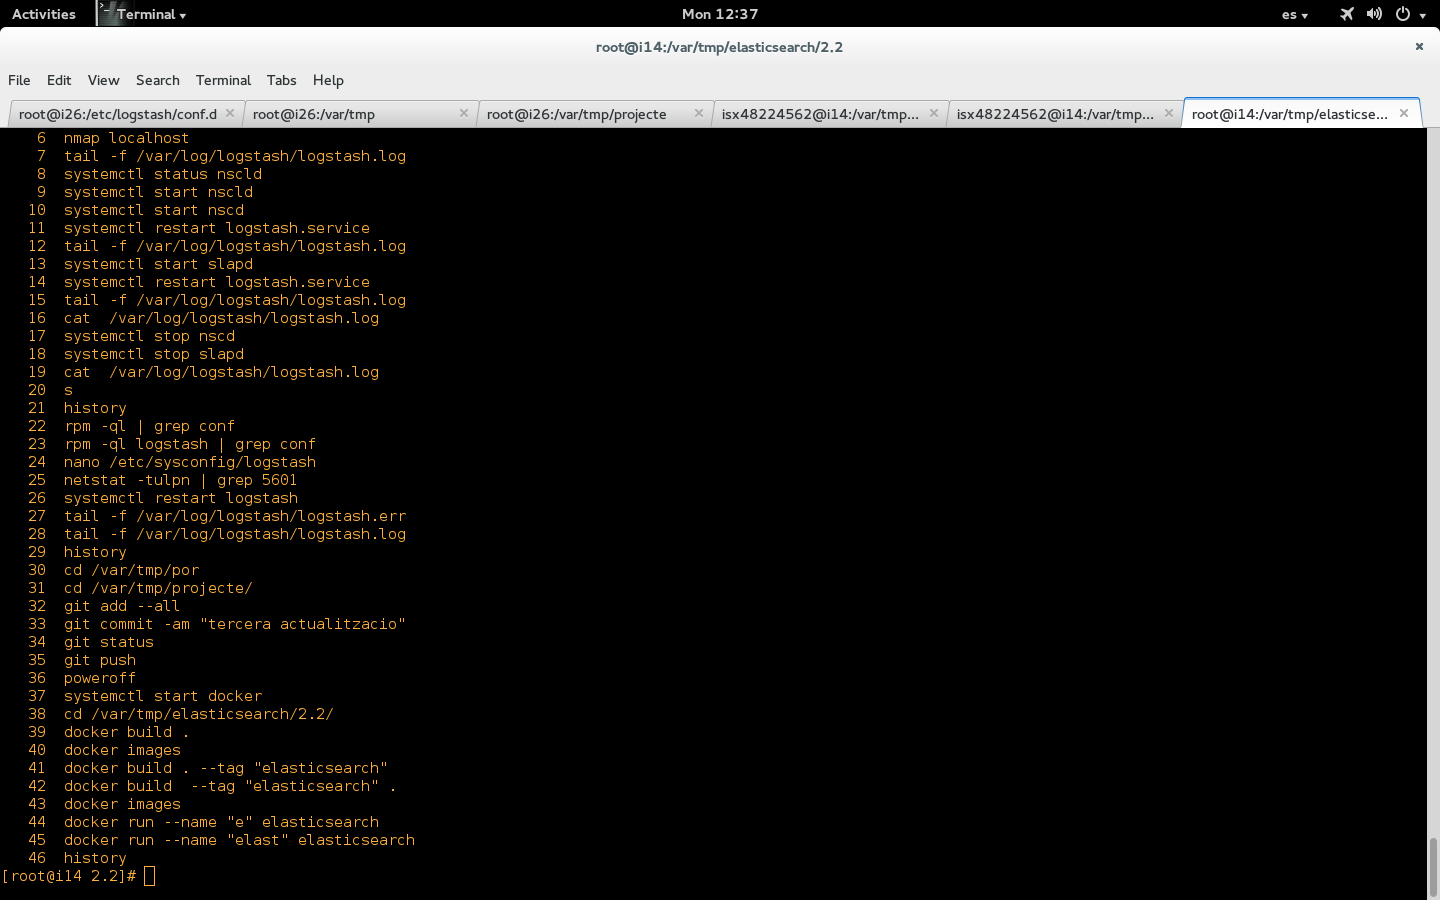 Activities Terminal Mon 12:37 es
root@i14:/var/tmp/elasticsearch/2.2
File Edit View Search Terminal Tabs Help
root@i26:/etc/logstash/conf.d root@i26:/var/tmp root@i26:/var/tmp/projecte isx48224562@i14:/var/tmp... isx48224562@i14:/var/tmp... root@i14:/var/tmp/elasticse...
6 nmap localhost
7 tail -f /var/log/logstash/logstash.log
8 systemctl status nscld
9 systemctl start nscld
10 systemctl start nscd
11 systemctl restart logstash.service
12 tail -f /var/log/logstash/logstash.log
13 systemctl start slapd
14 systemctl restart logstash.service
15 tail -f /var/log/logstash/logstash.log
16 cat  /var/log/logstash/logstash.log
17 systemctl stop nscd
18 systemctl stop slapd
19 cat  /var/log/logstash/logstash.log
20 s
21 history
22 rpm -ql | grep conf
23 rpm -ql logstash | grep conf
24 nano /etc/sysconfig/logstash
25 netstat -tulpn | grep 5601
26 systemctl restart logstash
27 tail -f /var/log/logstash/logstash.err
28 tail -f /var/log/logstash/logstash.log
29 history
30 cd /var/tmp/por
31 cd /var/tmp/projecte/
32 git add --all
33 git commit -am "tercera actualitzacio"
34 git status
35 git push
36 poweroff
37 systemctl start docker
38 cd /var/tmp/elasticsearch/2.2/
39 docker build .
40 docker images
41 docker build . --tag "elasticsearch"
42 docker build  --tag "elasticsearch" .
43 docker images
44 docker run --name "e" elasticsearch
45 docker run --name "elast" elasticsearch
46 history
[root@i14 2.2]#